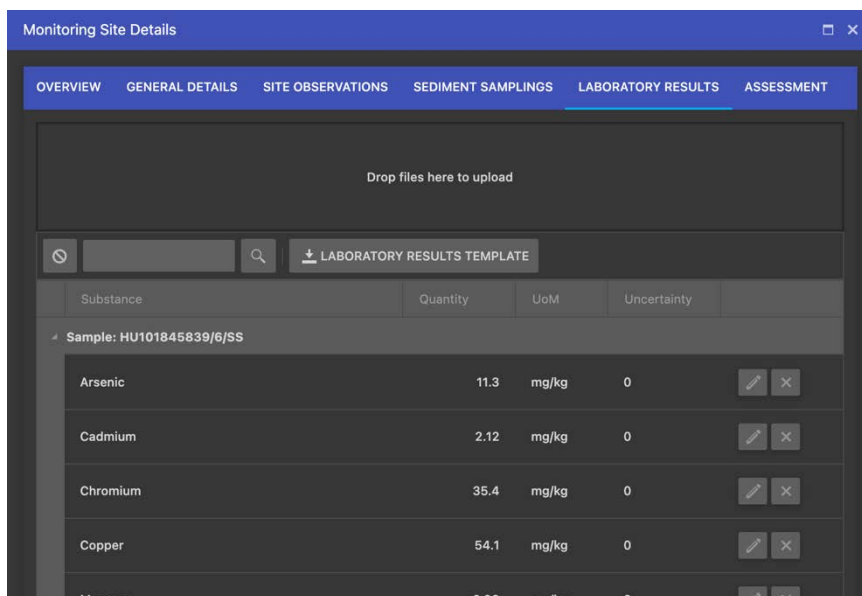 Monitoring Site Details
OVERVIEW GENERAL DETAILS SITE OBSERVATIONS SEDIMENT SAMPLINGS LABORATORY RESULTS ASSESSMENT
Drop files here to upload
LABORATORY RESULTS TEMPLATE
Substance Quantity UoM Uncertainty
Sample: HU101845839/6/SS
Arsenic 11.3 mg/kg 0
Cadmium 2.12 mg/kg 0
Chromium 35.4 mg/kg 0
Copper 54.1 mg/kg 0